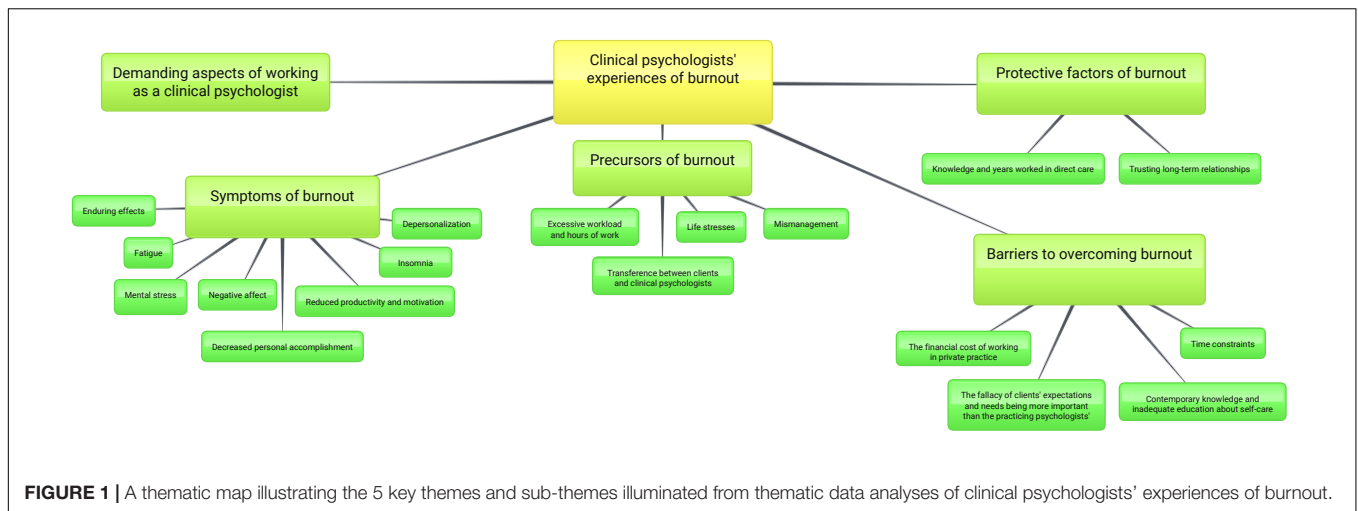 Clinical psychologists'
experiences of burnout
Demanding aspects of working
as a clinical psychologist
Protective factors of burnout
Knowledge and years worked in direct care
Trusting long-term relationships
Precursors of burnout
Excessive workload
and hours of work
Life stresses
Mismanagement
Transference between clients
and clinical psychologists
Symptoms of burnout
Enduring effects
Depersonalization
Fatigue
Insomnia
Mental stress
Negative affect
Reduced productivity and motivation
Decreased personal accomplishment
Barriers to overcoming burnout
The financial cost of working
in private practice
Time constraints
The fallacy of clients' expectations
and needs being more important
than the practicing psychologists'
Contemporary knowledge and
inadequate education about self-care
FIGURE 1 | A thematic map illustrating the 5 key themes and sub-themes illuminated from thematic data analyses of clinical psychologists’ experiences of burnout.